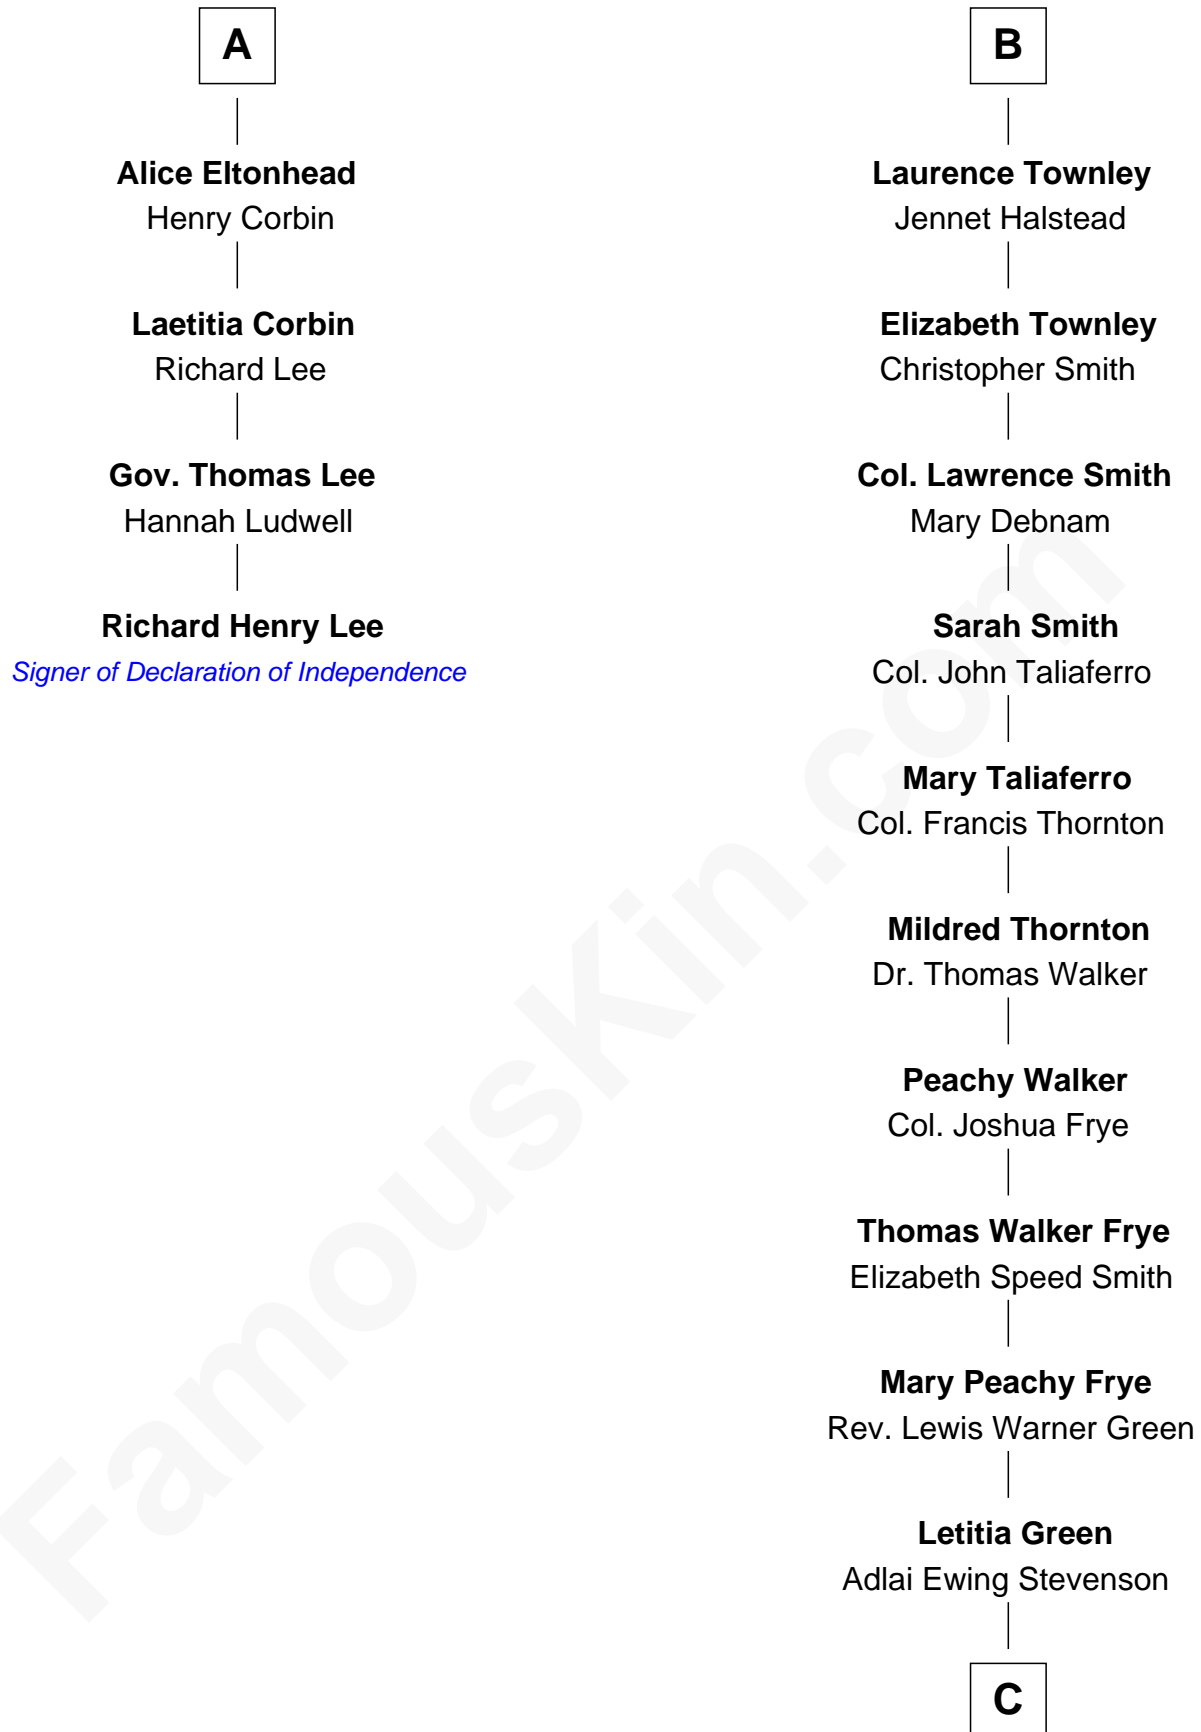 A
Alice Eltonhead
Henry Corbin
Laetitia Corbin
Richard Lee
Gov. Thomas Lee
Hannah Ludwell
Richard Henry Lee
Signer of Declaration of Independence
B
Laurence Townley
Jennet Halstead
Elizabeth Townley
Christopher Smith
Col. Lawrence Smith
Mary Debnam
Sarah Smith
Col. John Taliaferro
Mary Taliaferro
Col. Francis Thornton
Mildred Thornton
Dr. Thomas Walker
Peachy Walker
Col. Joshua Frye
Thomas Walker Frye
Elizabeth Speed Smith
Mary Peachy Frye
Rev. Lewis Warner Green
Letitia Green
Adlai Ewing Stevenson
C
FamousKin.com